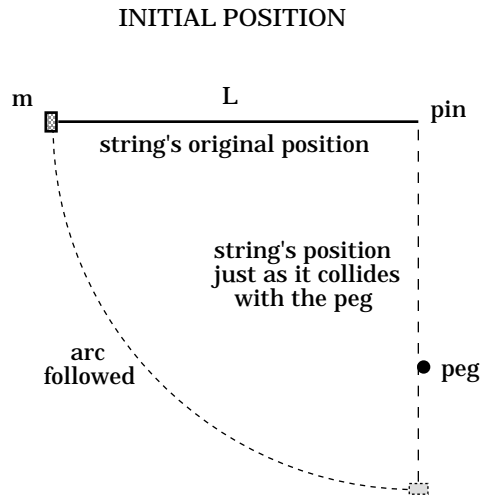 INITIAL POSITION
m
L
pin
string's original position
string's position
just as it collides
with the peg
arc
followed
peg